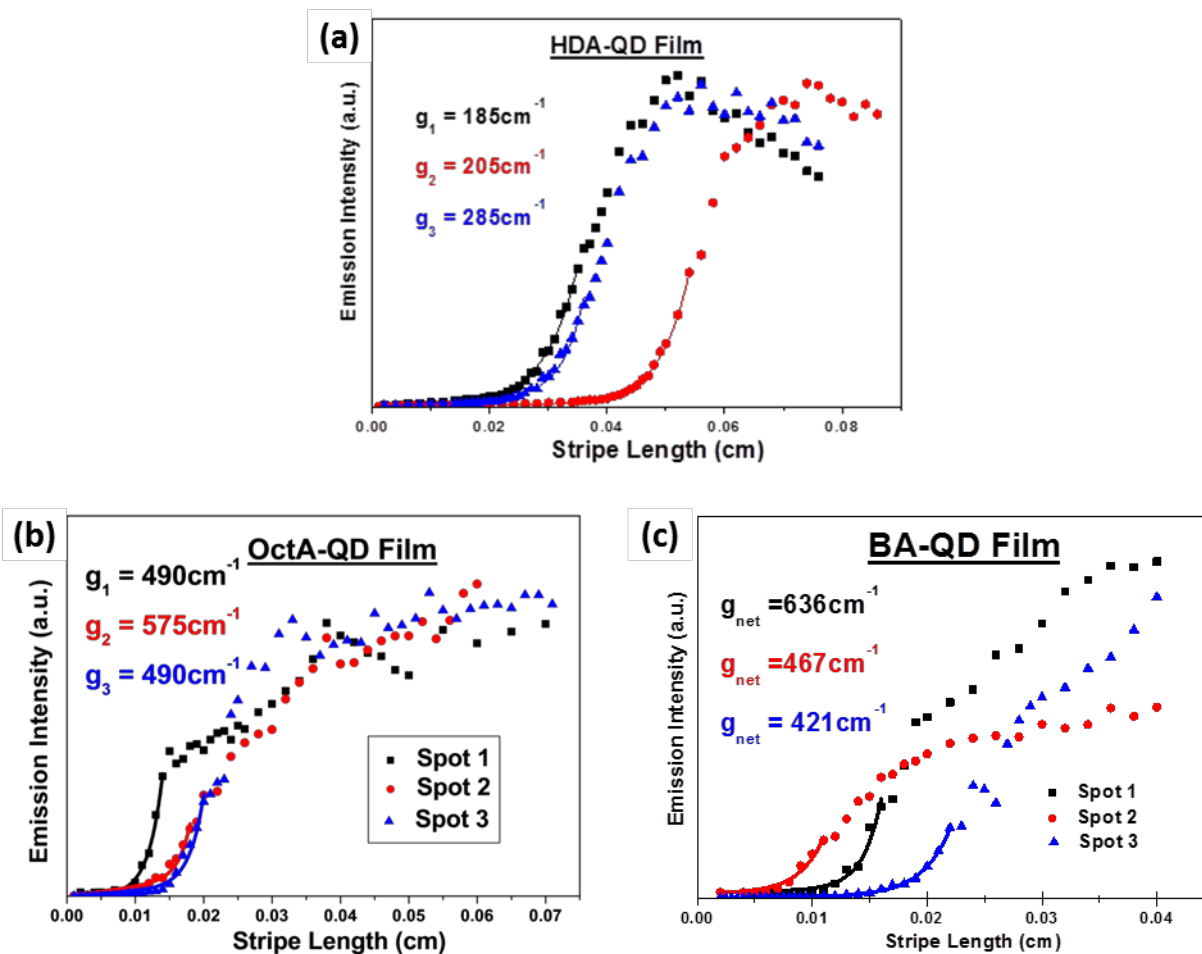 (a)
HDA-QD Film
g1 = 185cm-1
g2 = 205cm-1
g3 = 285cm-1
Emission Intensity (a.u.)
0.00 0.02 0.04 0.06 0.08
Stripe Length (cm)
(b)
OctA-QD Film
g1 = 490cm-1
g2 = 575cm-1
g3 = 490cm-1
Spot 1
Spot 2
Spot 3
Emission Intensity (a.u.)
0.00 0.01 0.02 0.03 0.04 0.05 0.06 0.07
Stripe Length (cm)
(c)
BA-QD Film
gnet =636cm-1
gnet =467cm-1
gnet = 421cm-1
Spot 1
Spot 2
Spot 3
Emission Intensity (a.u.)
0.00 0.01 0.02 0.03 0.04
Stripe Length (cm)